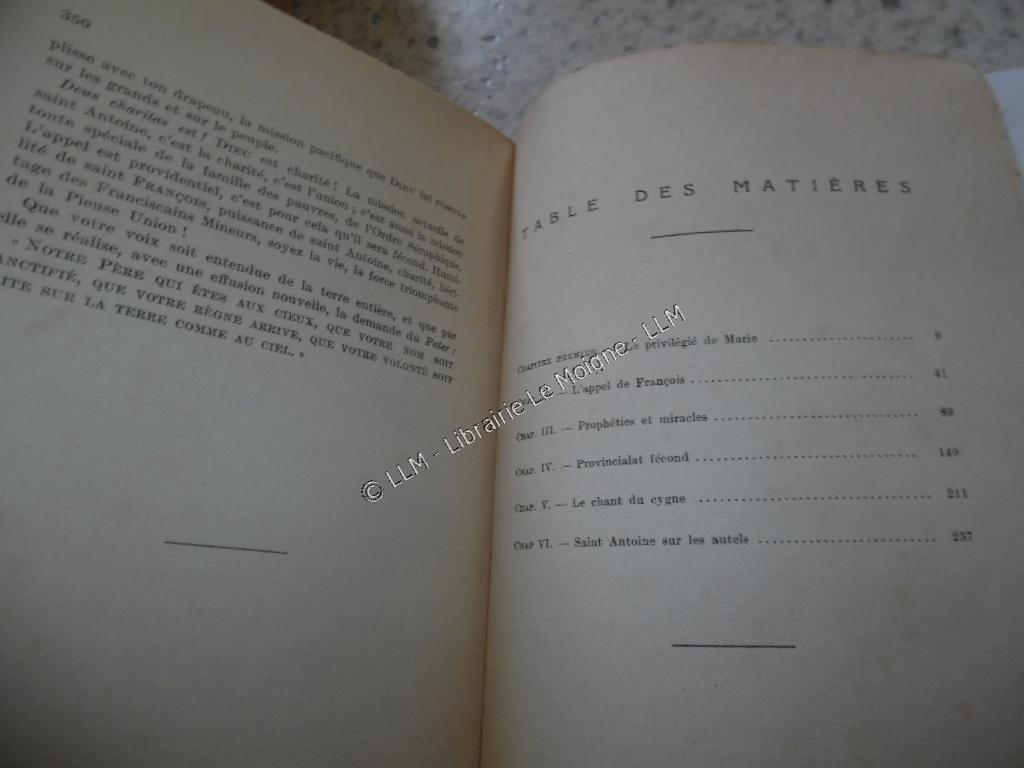 350
plisse avec ton drapeau, la mission pacifique que DIEU lui réserve
sur les grands et sur le peuple.
Deus charitas est ! DIEU est charité ! La mission actuelle de
saint Antoine, c'est la charité, c'est l'union ; c'est aussi la mission
toute spéciale de la famille des pauvres, de l'Ordre Séraphique.
L'appel est providentiel, c'est pour cela qu'il sera fécond. Humi-
lité de saint FRANÇOIS, puissance de saint Antoine, charité, héri-
tage des Franciscains Mineurs, soyez la vie, la force triomphante
de la Pieuse Union !
Que votre voix soit entendue de la terre entière, et que par
elle se réalise, avec une effusion nouvelle, la demande du Pater :
« NOTRE PÈRE QUI ÊTES AUX CIEUX, QUE VOTRE NOM SOIT
ANCTIFIÉ, QUE VOTRE RÈGNE ARRIVE, QUE VOTRE VOLONTÉ SOIT
ITE SUR LA TERRE COMME AU CIEL. »
TABLE DES MATIÈRES
CHAPITRE PREMIER privilégié de Marie 9
— L'appel de François 41
CHAP. III. — Prophéties et miracles 89
CHAP. IV. — Provincialat fécond 149
CHAP. V. — Le chant du cygne 211
CHAP VI. — Saint Antoine sur les autels 257
© LLM - Librairie Le Moigne - LLM